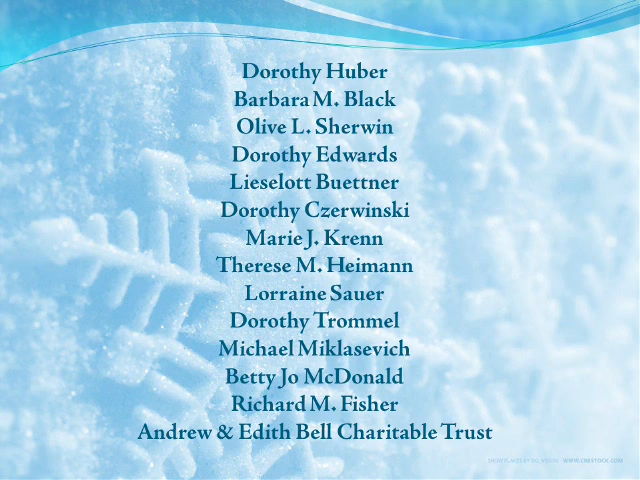 Dorothy Huber
Barbara M. Black
Olive L. Sherwin
Dorothy Edwards
Lieselott Buettner
Dorothy Czerwinski
Marie J. Krenn
Therese M. Heimann
Lorraine Sauer
Dorothy Trommel
Michael Miklasevich
Betty Jo McDonald
Richard M. Fisher
Andrew & Edith Bell Charitable Trust